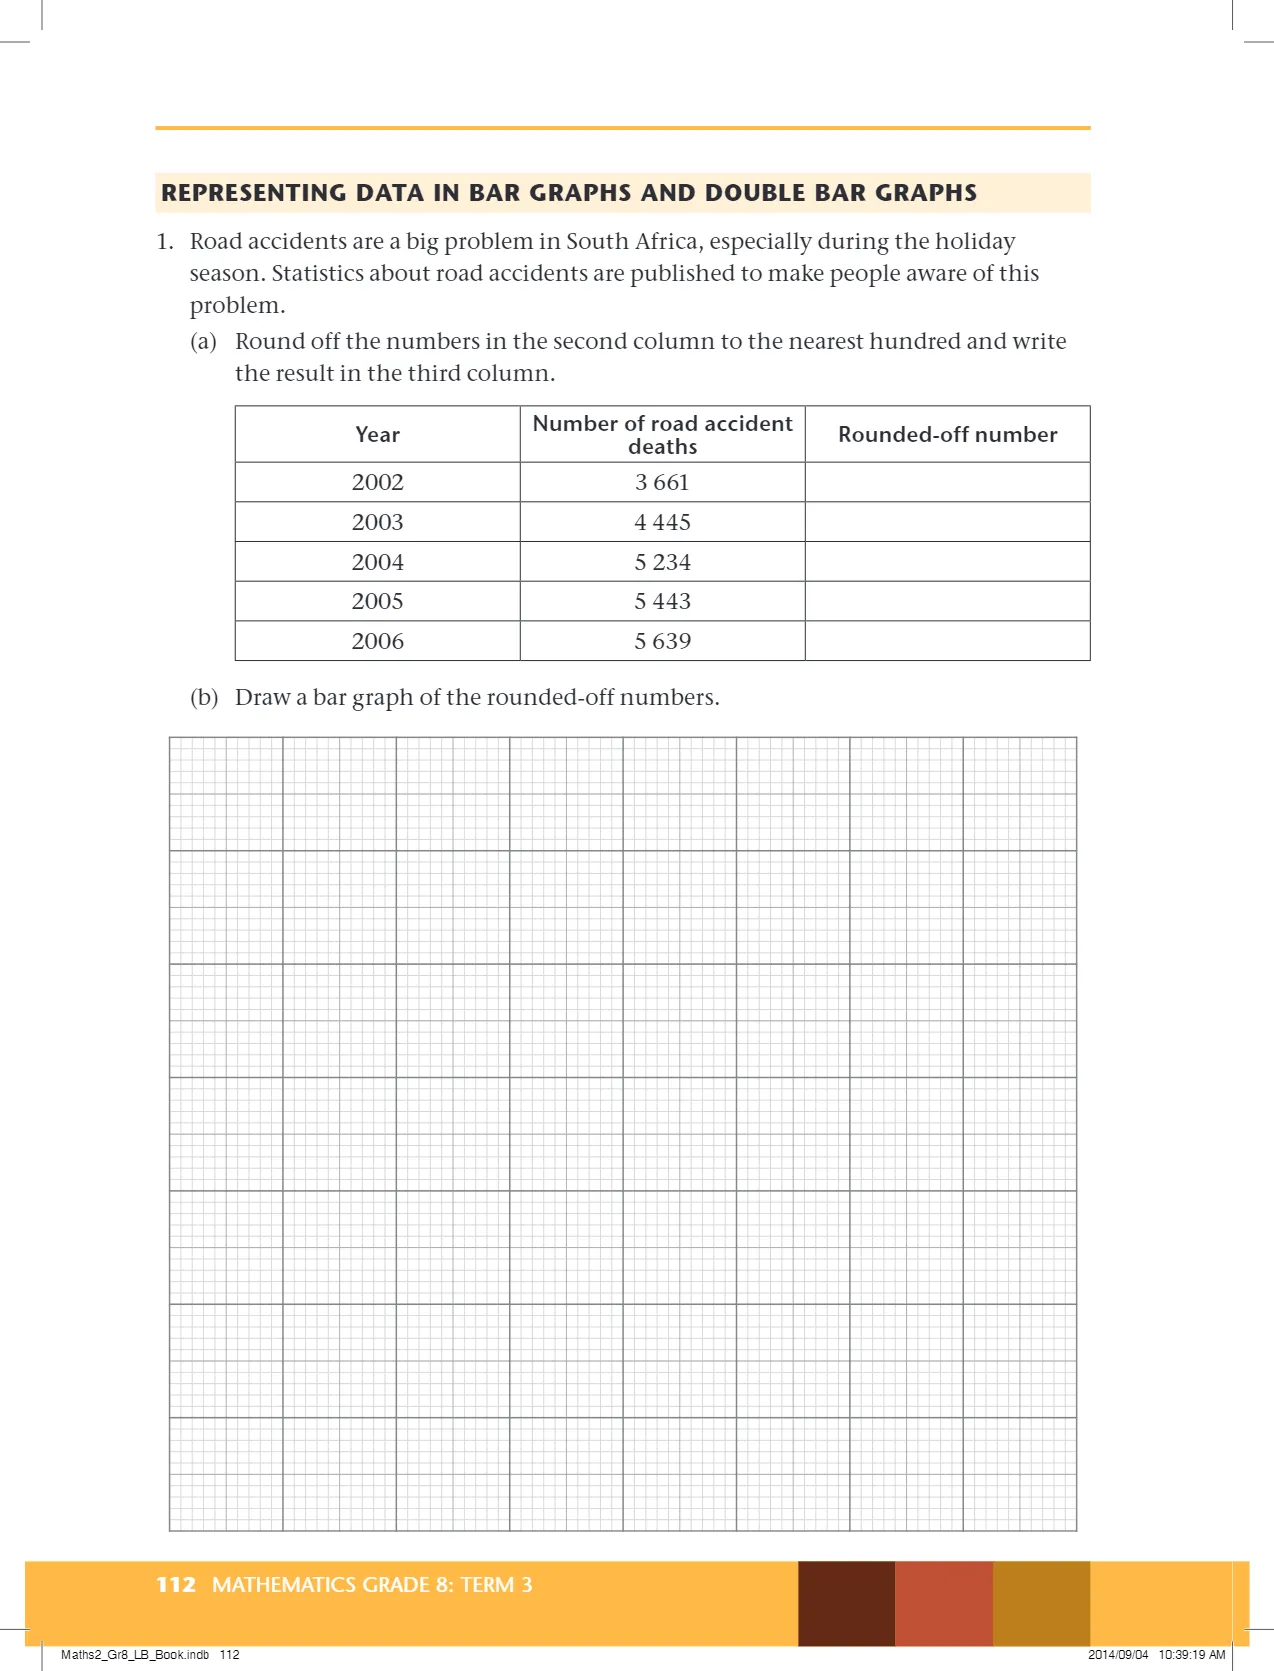 REPRESENTING DATA IN BAR GRAPHS AND DOUBLE BAR GRAPHS
1. Road accidents are a big problem in South Africa, especially during the holiday
season. Statistics about road accidents are published to make people aware of this
problem.
(a) Round off the numbers in the second column to the nearest hundred and write
the result in the third column.
Year Number of road accident deaths Rounded-off number
2002 3 661
2003 4 445
2004 5 234
2005 5 443
2006 5 639
(b) Draw a bar graph of the rounded-off numbers.
112 MATHEMATICS GRADE 8: TERM 3
Maths2_Gr8_LB_Book.indb 112 2014/09/04 10:39:19 AM